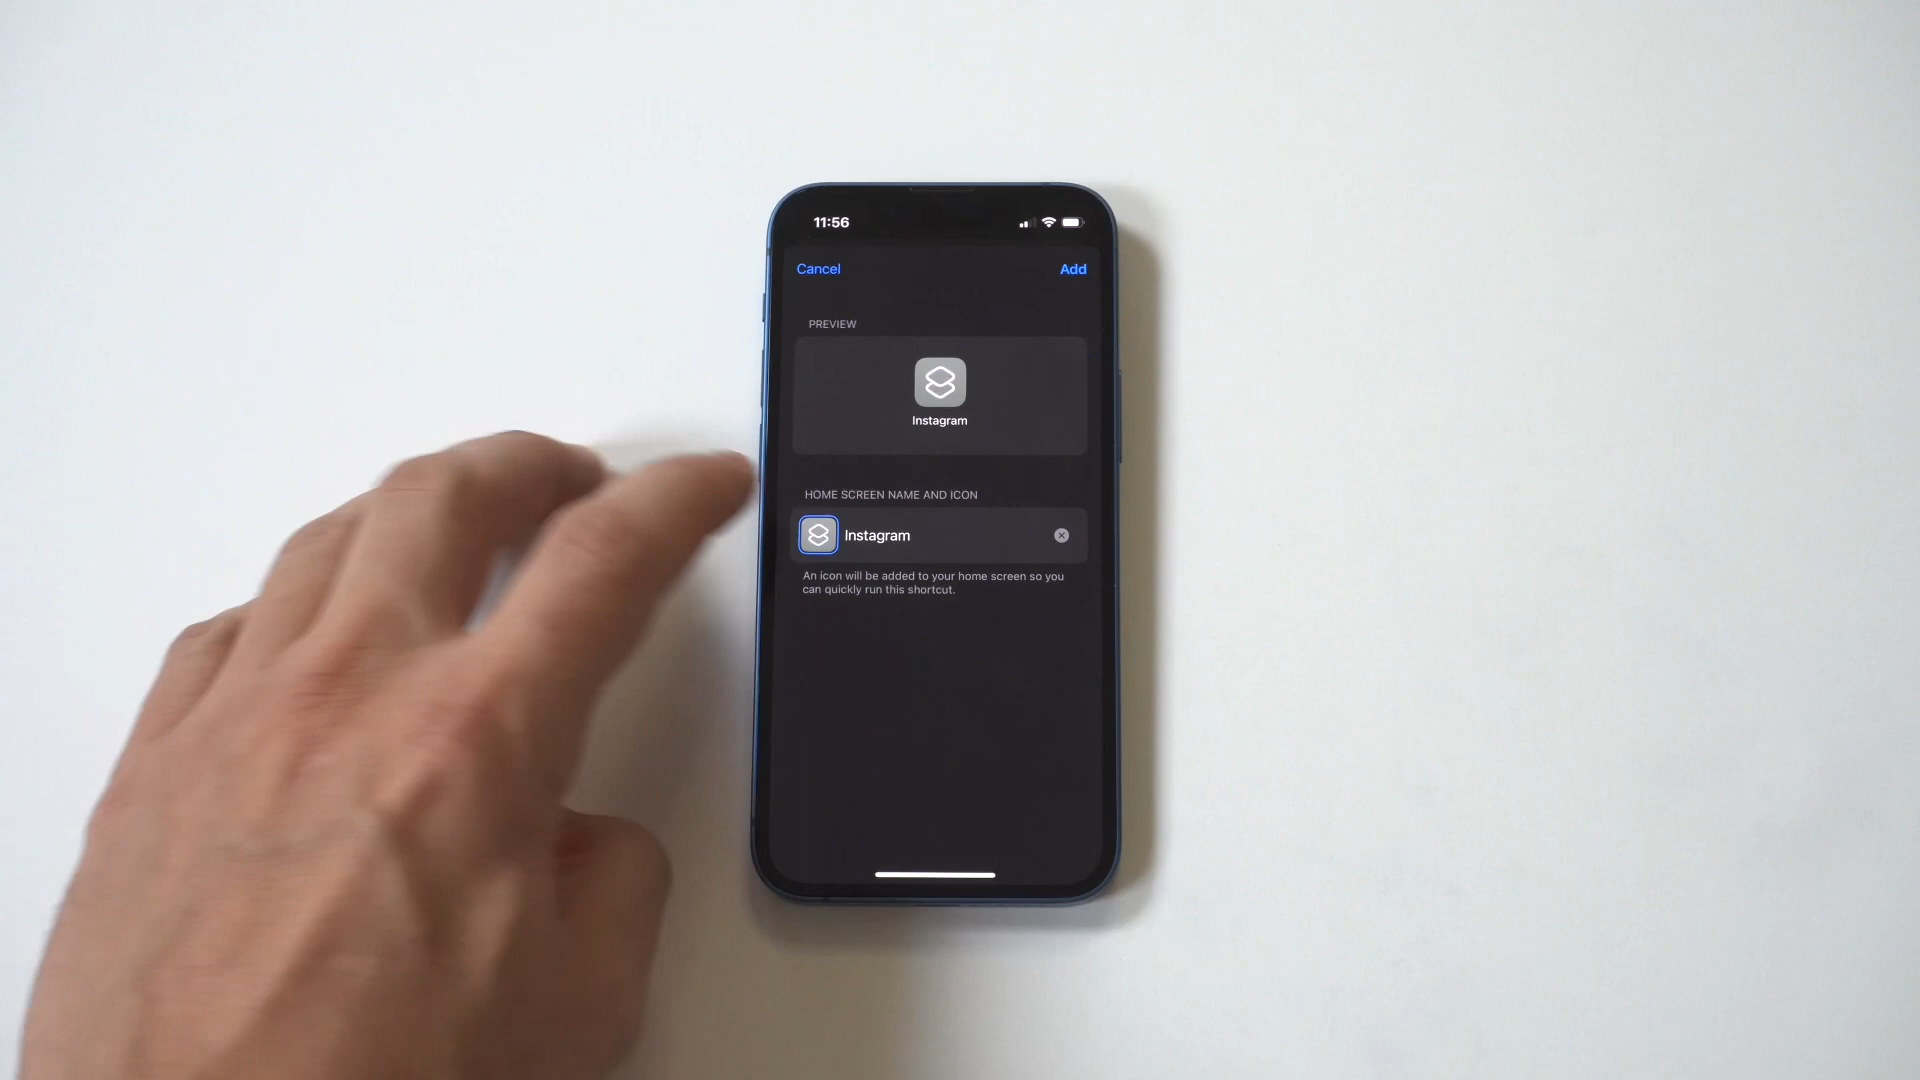 11:56
Cancel
Add
PREVIEW
Instagram
HOME SCREEN NAME AND ICON
Instagram
An icon will be added to your home screen so you
can quickly run this shortcut.